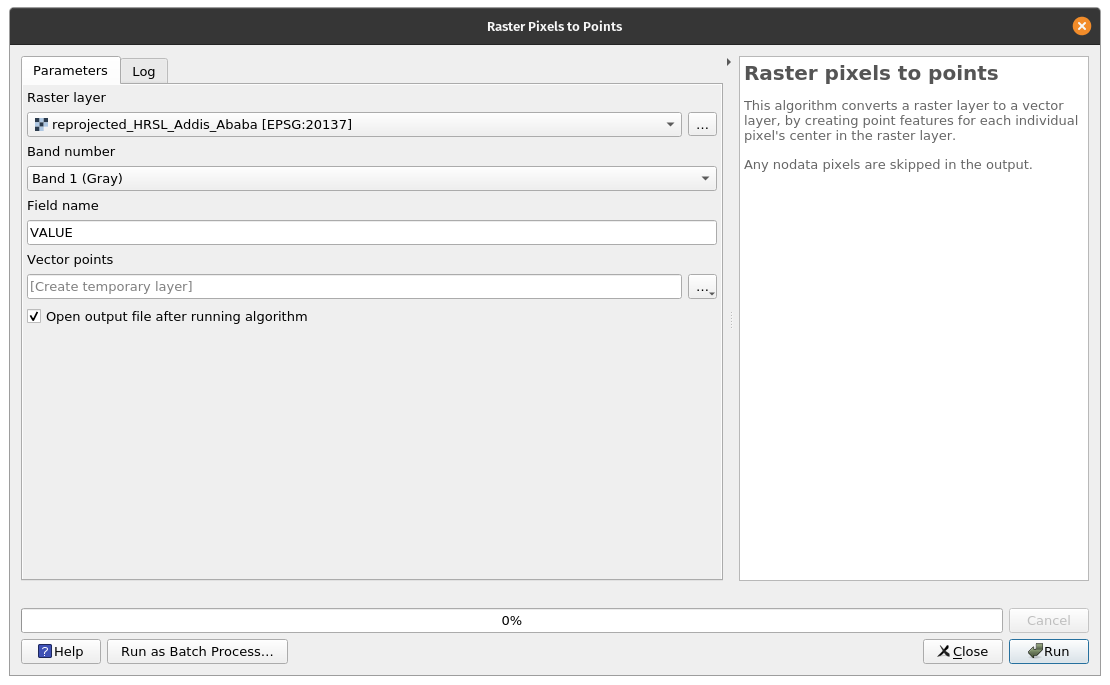 Raster Pixels to Points
Parameters
Log
Raster layer
reprojected_HRSL_Addis_Ababa [EPSG:20137]
...
Band number
Band 1 (Gray)
Field name
VALUE
Vector points
[Create temporary layer]
...
Open output file after running algorithm
Raster pixels to points
This algorithm converts a raster layer to a vector
layer, by creating point features for each individual
pixel's center in the raster layer.
Any nodata pixels are skipped in the output.
0%
Cancel
? Help
Run as Batch Process...
Close
Run